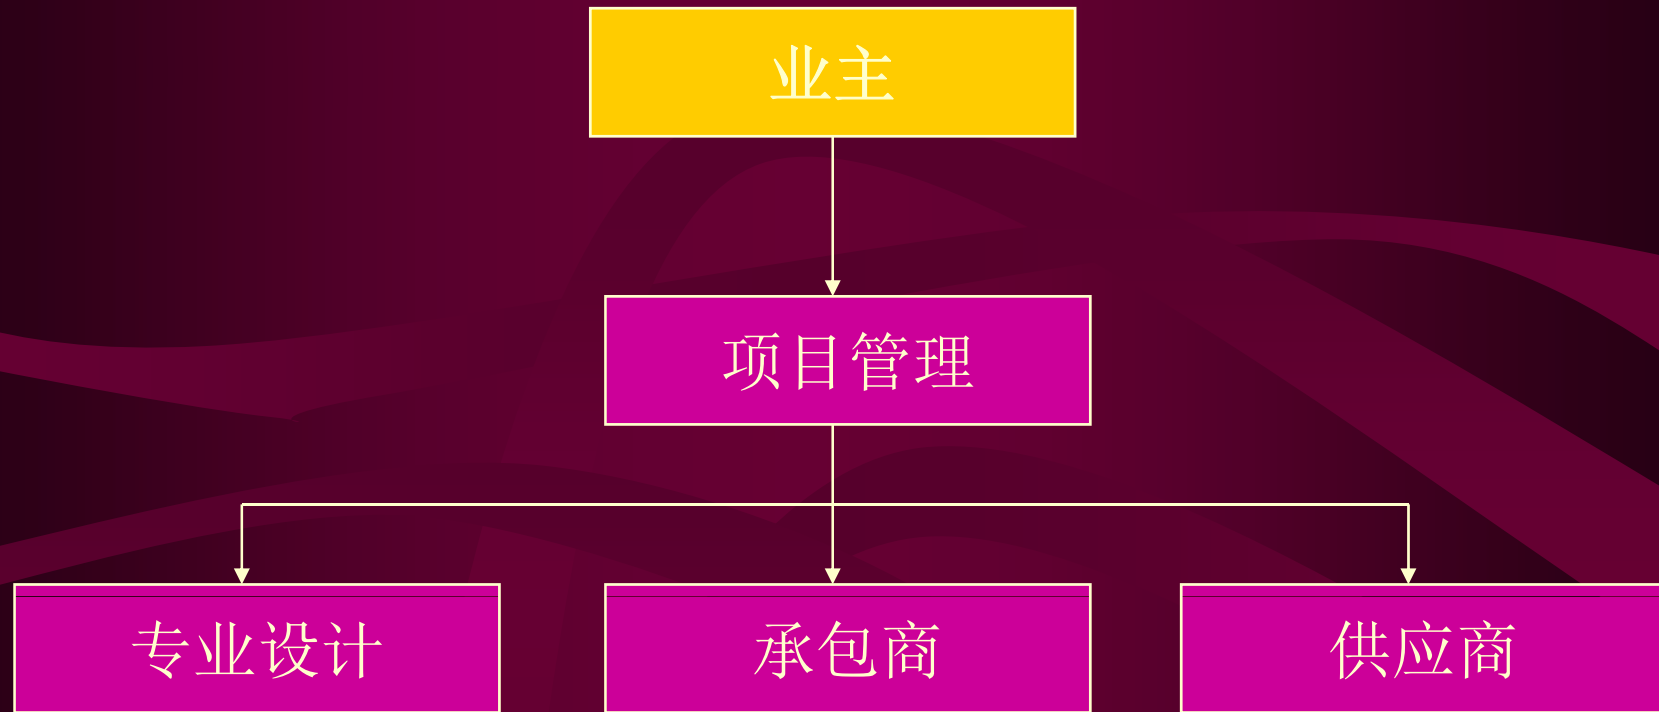 业主
项目管理
专业设计
承包商
供应商